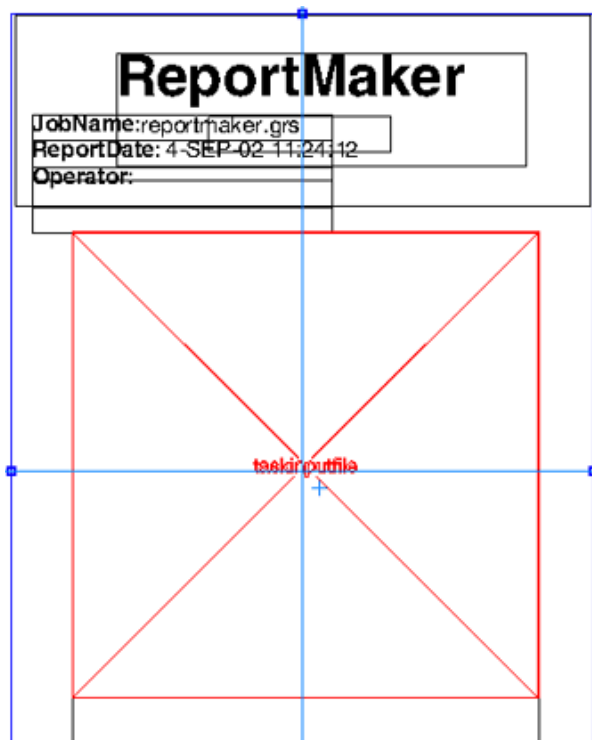 ReportMaker
JobName:reportmaker.grs
ReportDate: 4-SEP-02 11:24:12
Operator:
taskinputfile